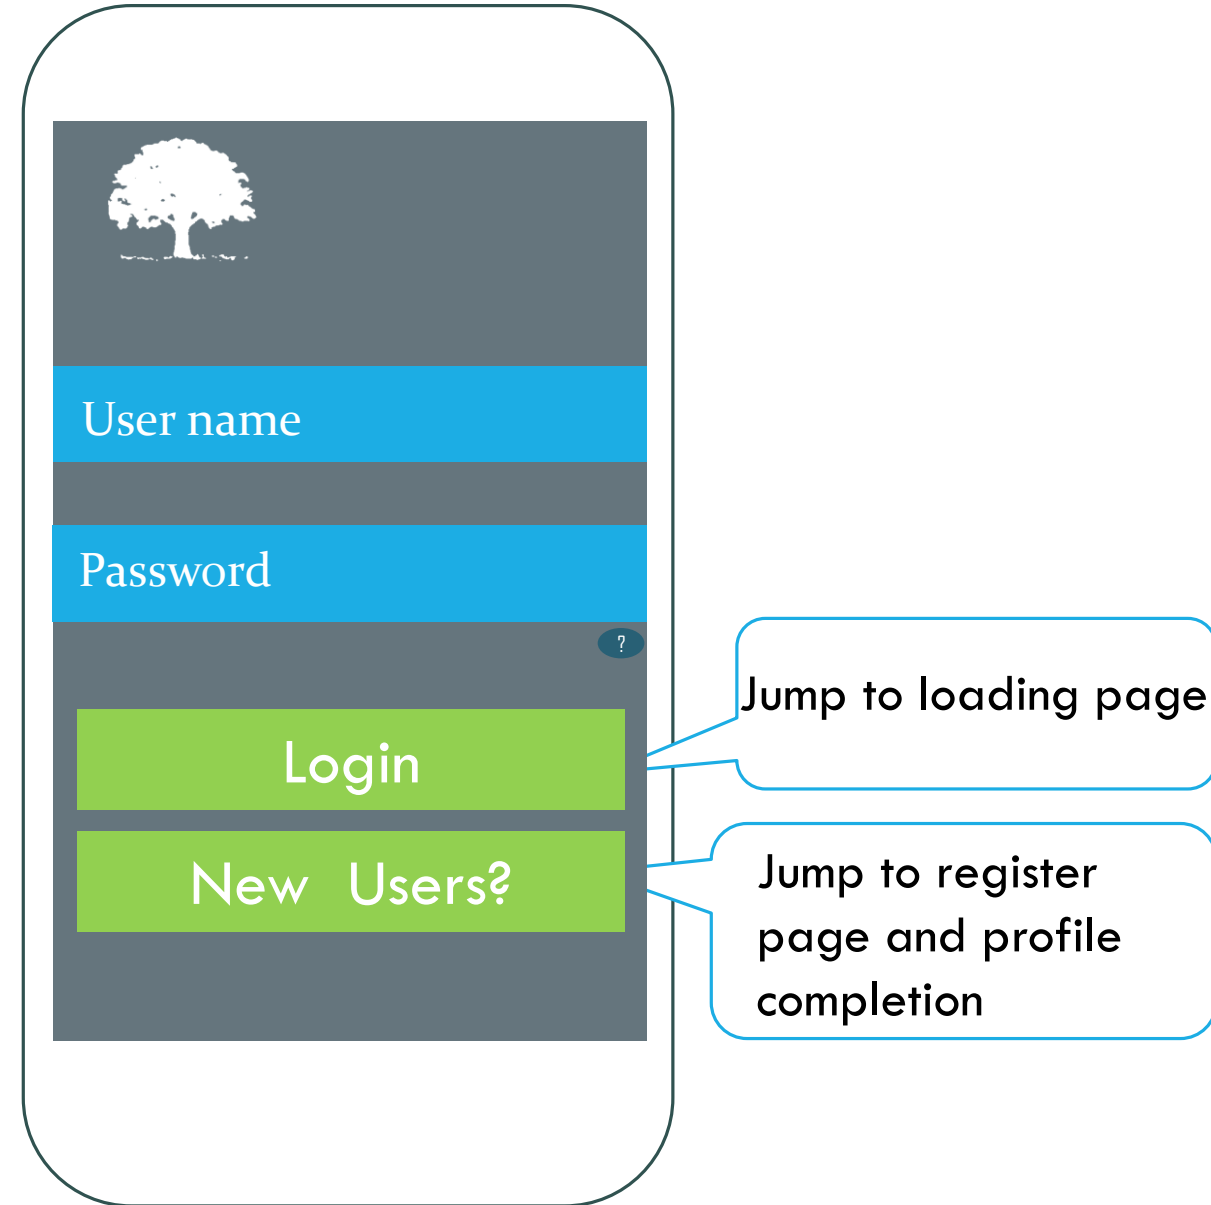 User name
Password
?
Jump to loading page
Login
New Users?
Jump to register
page and profile
completion